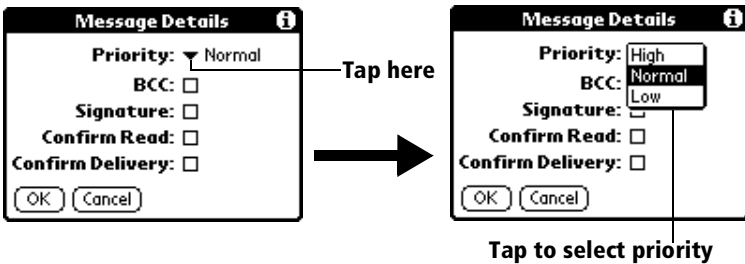 Message Details
Priority: Normal
Tap here
BCC:
Signature:
Confirm Read:
Confirm Delivery:
OK Cancel
Message Details
Priority: High
Normal
BCC:
Low
Signature:
Confirm Read:
Confirm Delivery:
OK Cancel
Tap to select priority